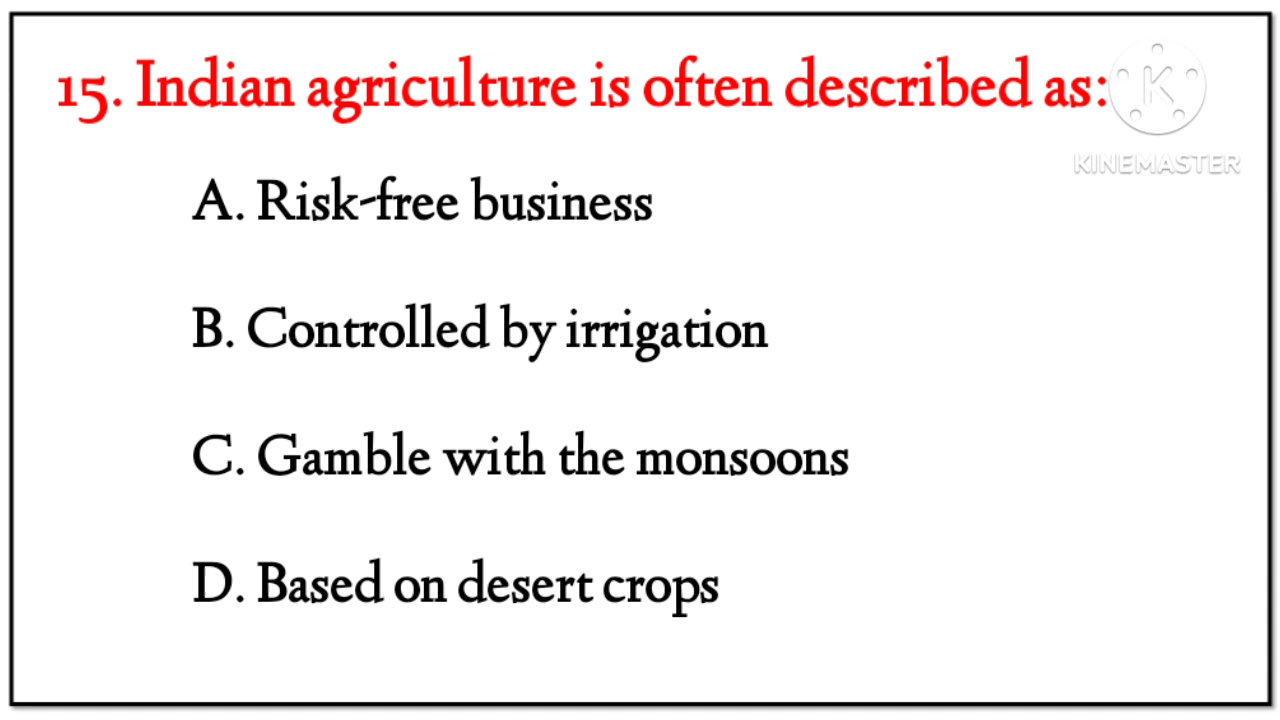 15. Indian agriculture is often described as:
K
KINEMASTER
A. Risk-free business
B. Controlled by irrigation
C. Gamble with the monsoons
D. Based on desert crops